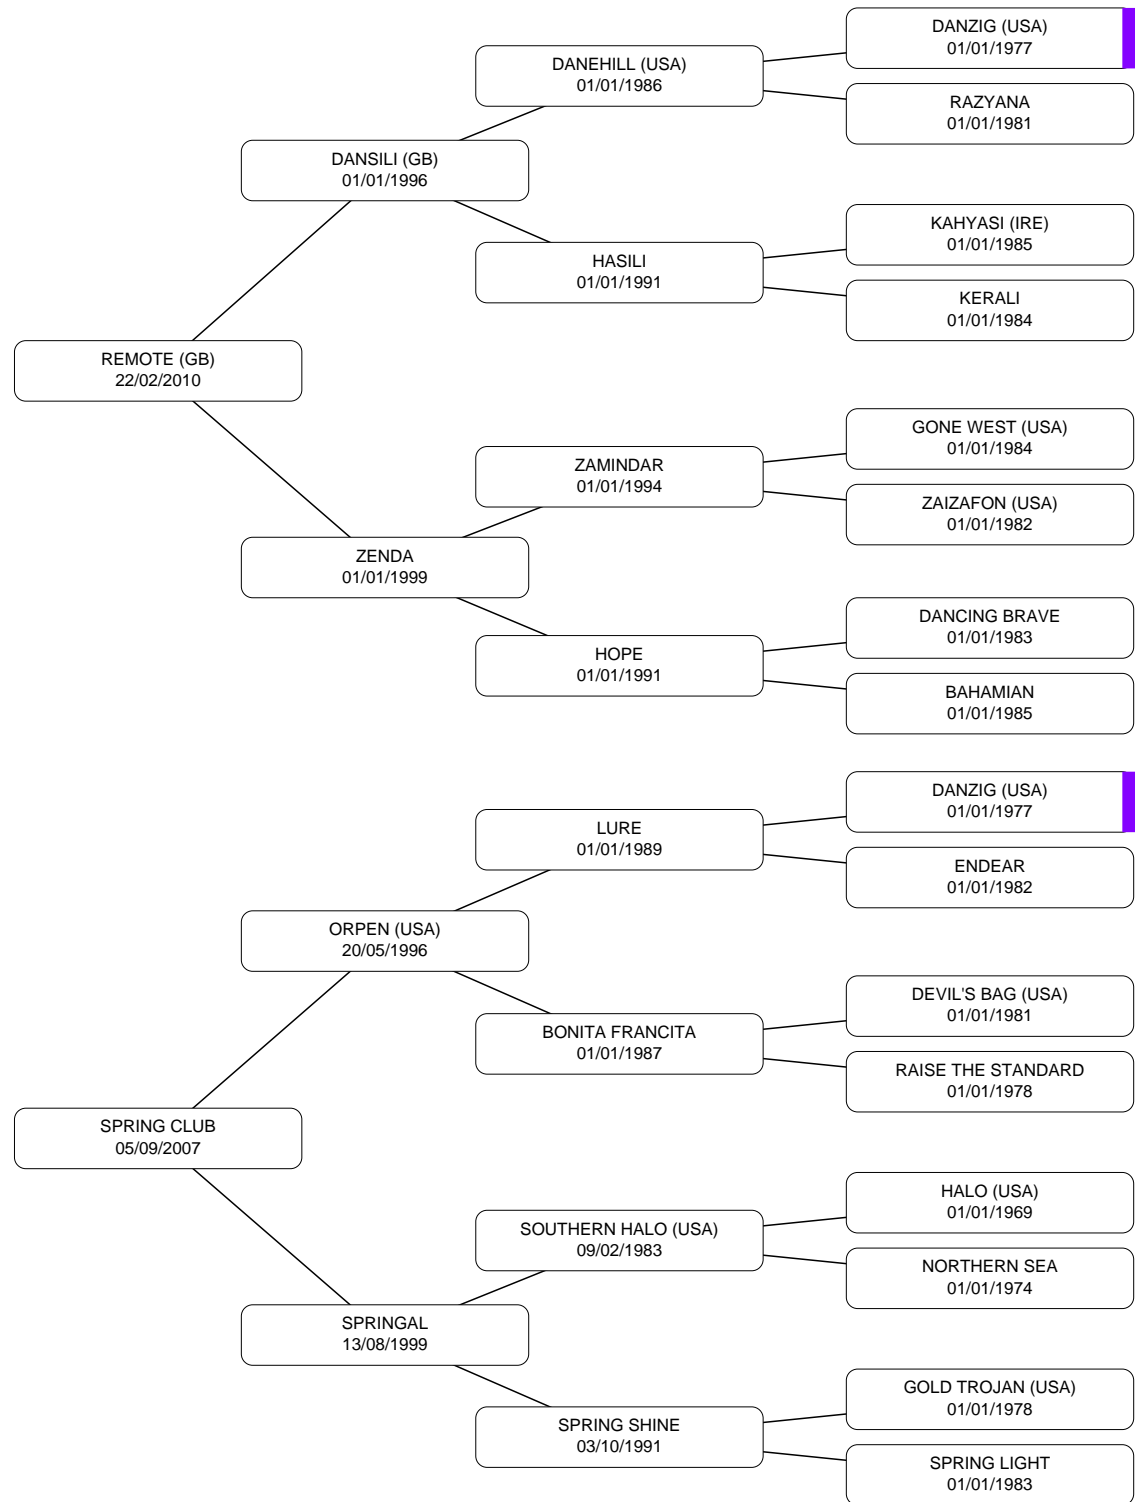 DANZIG (USA)
01/01/1977
DANEHILL (USA)
01/01/1986
RAZYANA
01/01/1981
DANSILI (GB)
01/01/1996
KAHYASI (IRE)
01/01/1985
HASILI
01/01/1991
KERALI
01/01/1984
REMOTE (GB)
22/02/2010
GONE WEST (USA)
01/01/1984
ZAMINDAR
01/01/1994
ZAIZAFON (USA)
01/01/1982
ZENDA
01/01/1999
DANCING BRAVE
01/01/1983
HOPE
01/01/1991
BAHAMIAN
01/01/1985
DANZIG (USA)
01/01/1977
LURE
01/01/1989
ENDEAR
01/01/1982
ORPEN (USA)
20/05/1996
DEVIL'S BAG (USA)
01/01/1981
BONITA FRANCITA
01/01/1987
RAISE THE STANDARD
01/01/1978
SPRING CLUB
05/09/2007
HALO (USA)
01/01/1969
SOUTHERN HALO (USA)
09/02/1983
NORTHERN SEA
01/01/1974
SPRINGAL
13/08/1999
GOLD TROJAN (USA)
01/01/1978
SPRING SHINE
03/10/1991
SPRING LIGHT
01/01/1983